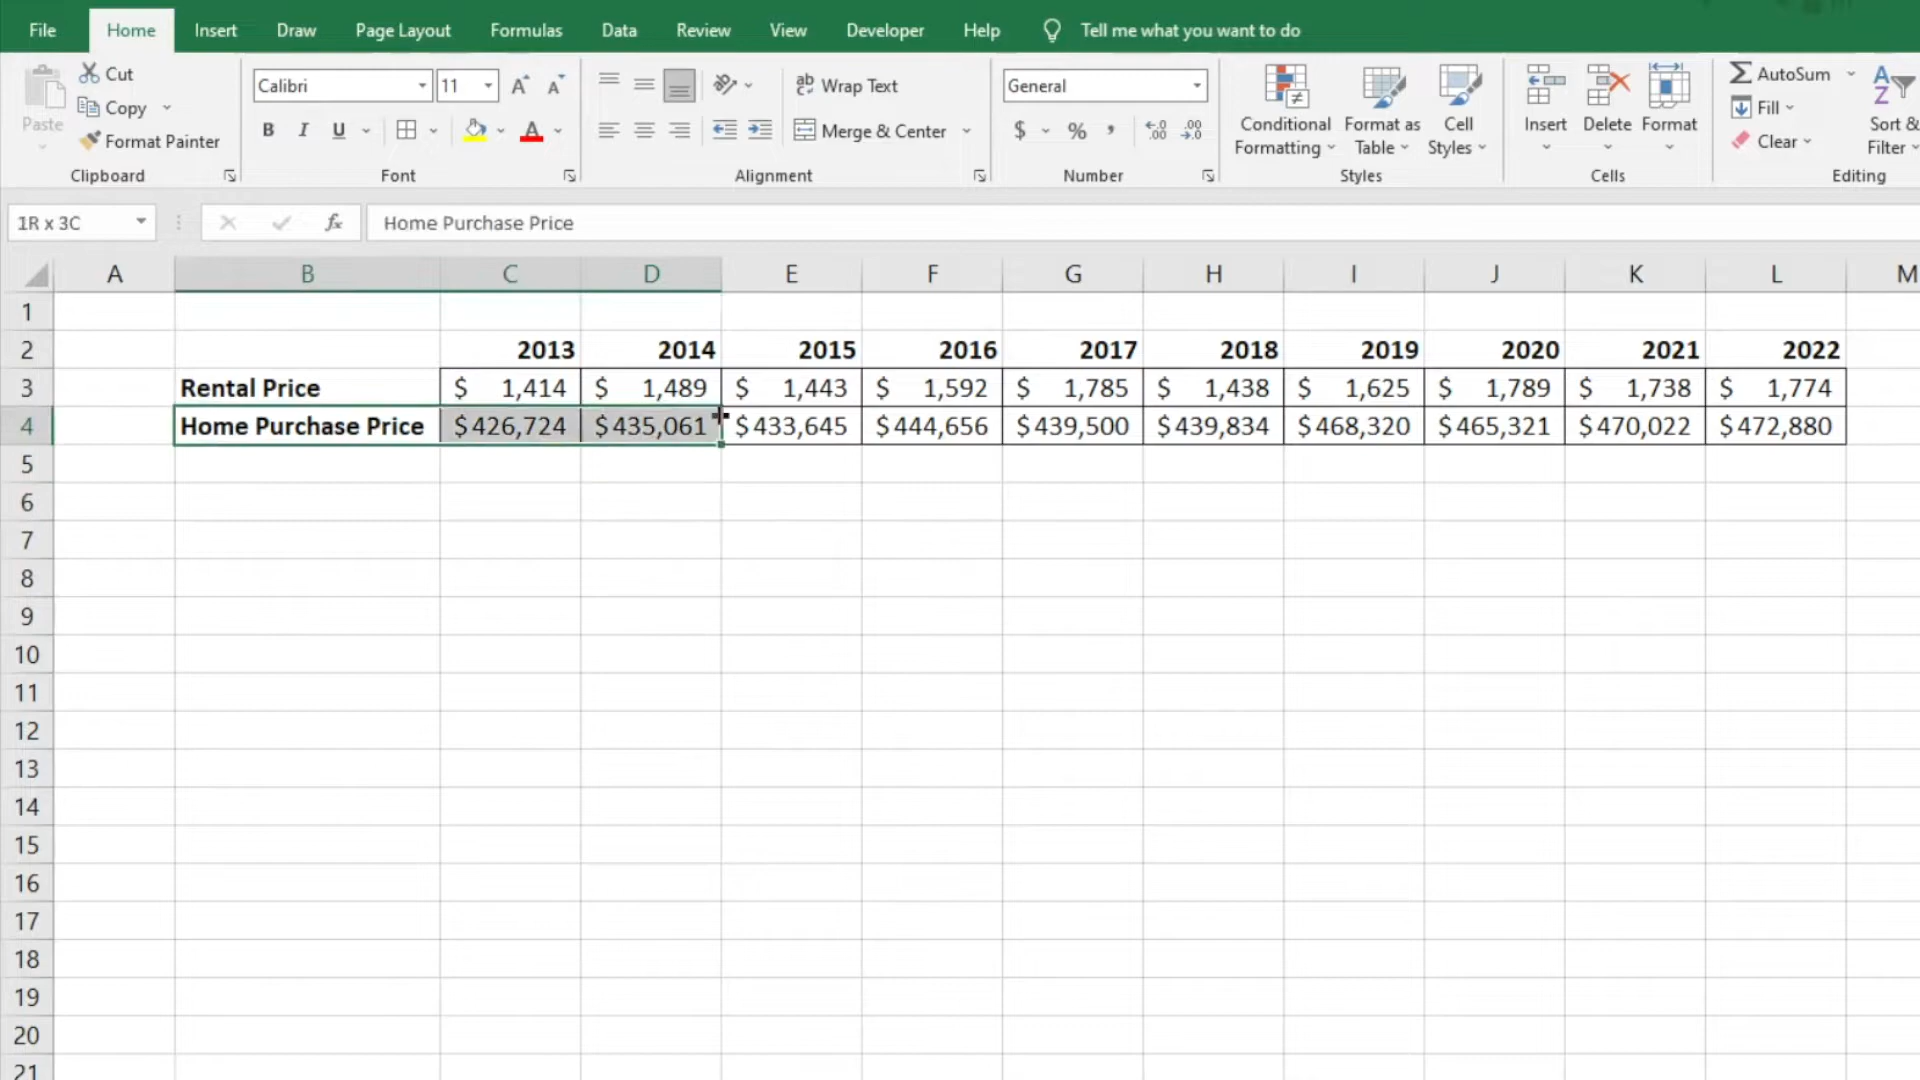 File Home Insert Draw Page Layout Formulas Data Review View Developer Help Tell me what you want to do
Paste Cut Copy Format Painter
Calibri 11 A A
B I U A
ab Wrap Text
Merge & Center
General
$ % , .00 .0
Conditional Formatting Format as Table Cell Styles
Insert Delete Format
AutoSum Fill Clear
Sort & Filter
Clipboard Font Alignment Number Styles Cells Editing
1R x 3C fx Home Purchase Price
A B C D E F G H I J K L M
1
2 2013 2014 2015 2016 2017 2018 2019 2020 2021 2022
3 Rental Price $ 1,414 $ 1,489 $ 1,443 $ 1,592 $ 1,785 $ 1,438 $ 1,625 $ 1,789 $ 1,738 $ 1,774
4 Home Purchase Price $426,724 $435,061 $433,645 $444,656 $439,500 $439,834 $468,320 $465,321 $470,022 $472,880
5
6
7
8
9
10
11
12
13
14
15
16
17
18
19
20
21